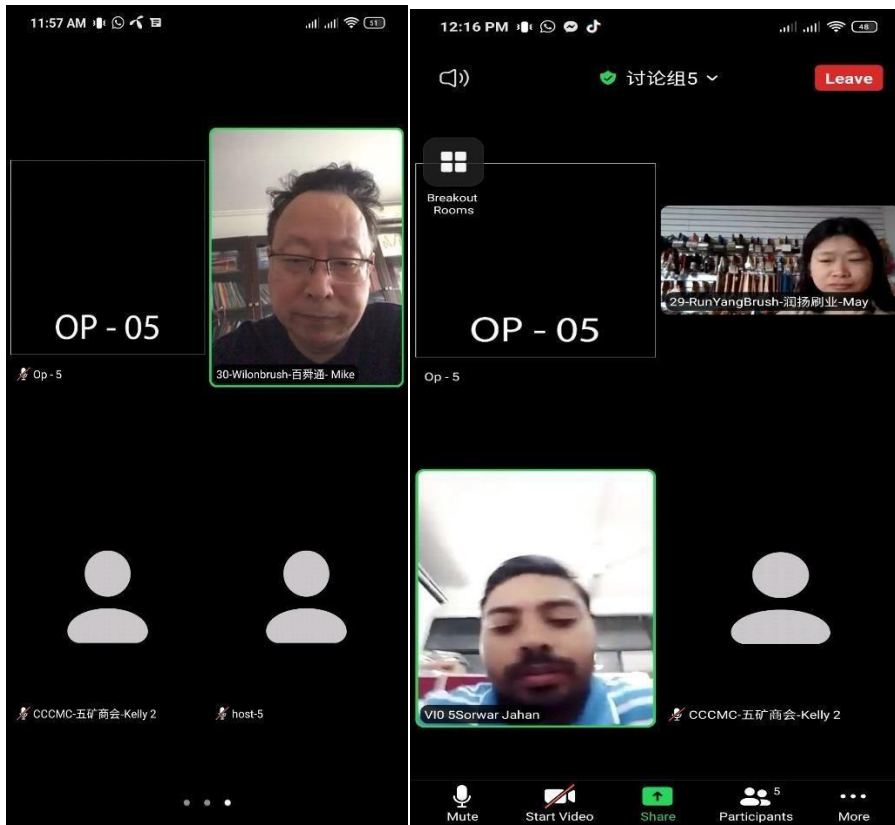 11:57 AM
51
OP - 05
Op - 5
30-Wilonbrush-百舜通- Mike
CCCMC-五矿商会-Kelly 2
host-5
12:16 PM
48
讨论组5
Leave
Breakout
Rooms
OP - 05
29-RunYangBrush-润扬刷业-May
Op - 5
VI0 5Sorwar Jahan
CCCMC-五矿商会-Kelly 2
5
Mute
Start Video
Share
Participants
More